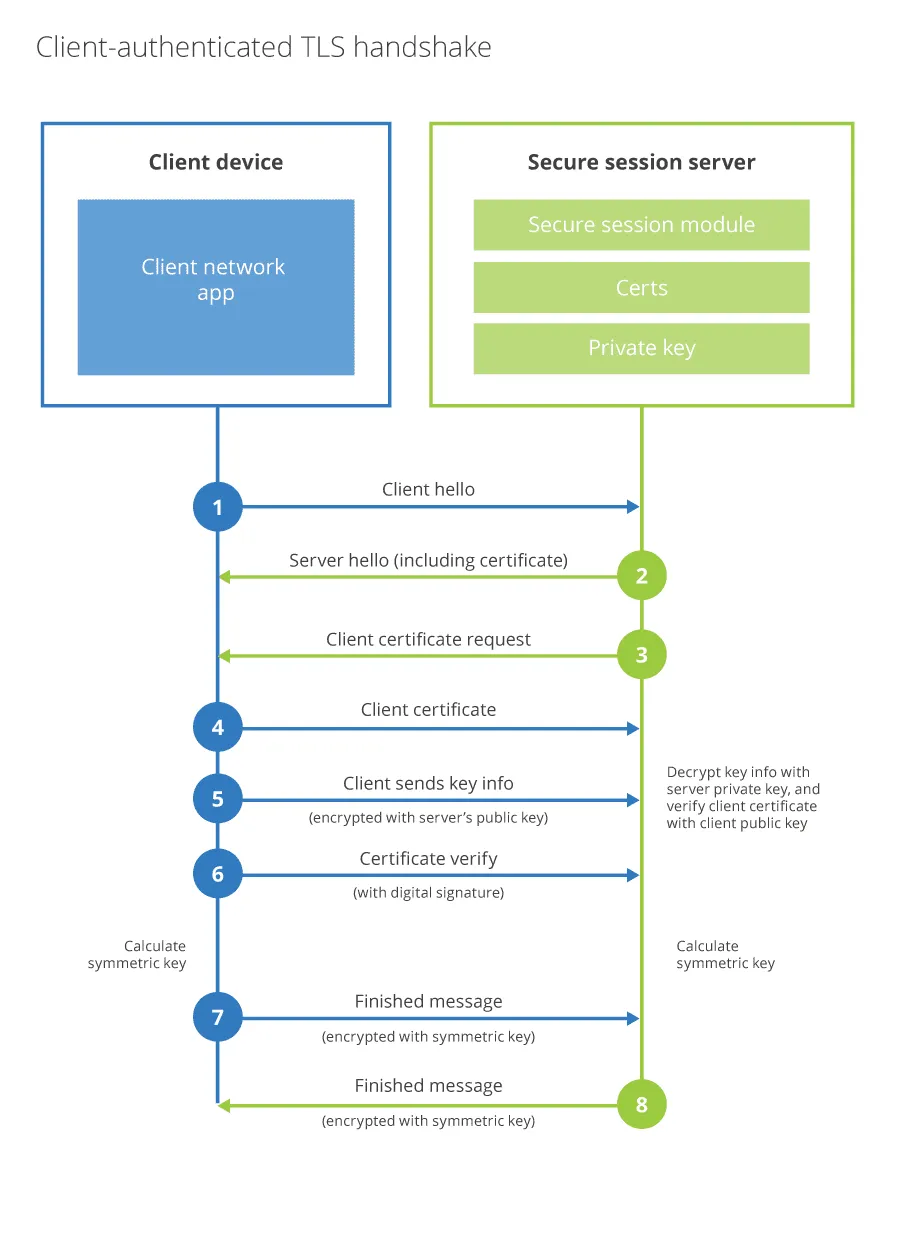 Client-authenticated TLS handshake
Client device
Client network
app
Secure session server
Secure session module
Certs
Private key
1
Client hello
Server hello (including certificate)
2
Client certificate request
3
4
Client certificate
5
Client sends key info
(encrypted with server’s public key)
Decrypt key info with
server private key, and
verify client certificate
with client public key
6
Certificate verify
(with digital signature)
Calculate
symmetric key
Calculate
symmetric key
7
Finished message
(encrypted with symmetric key)
Finished message
(encrypted with symmetric key)
8